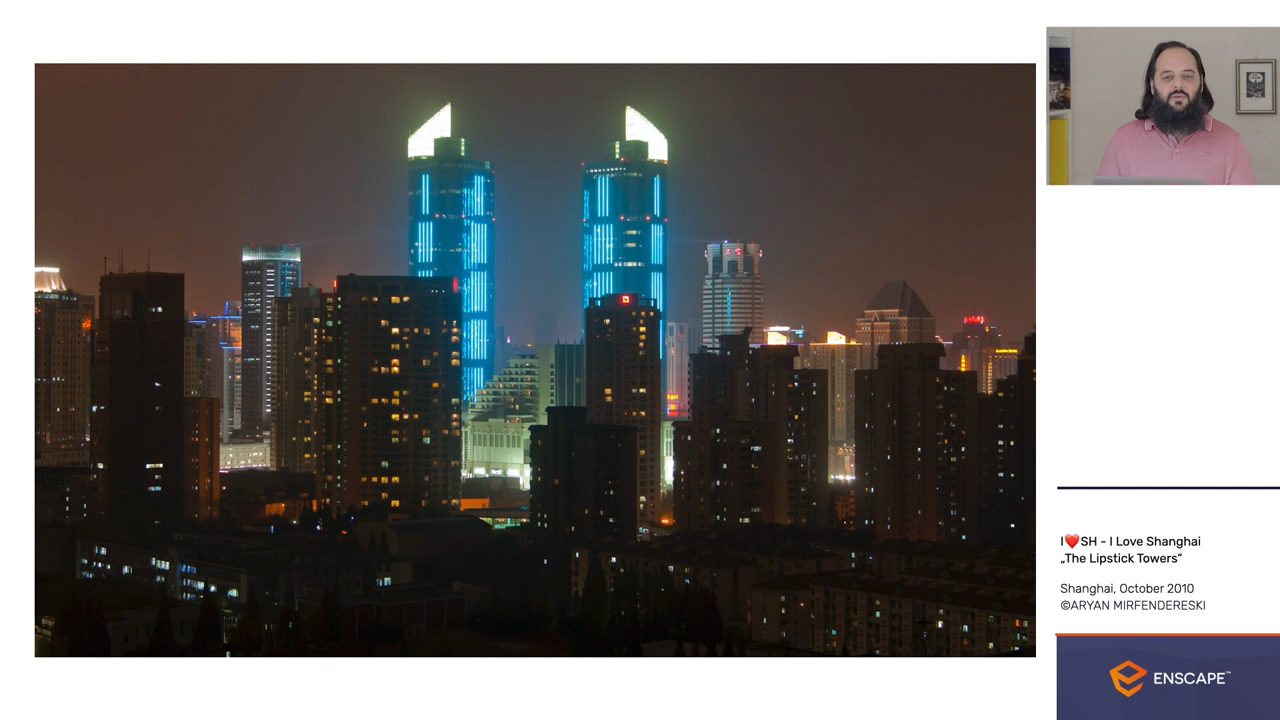 I❤️SH - I Love Shanghai
„The Lipstick Towers“
Shanghai, October 2010
©ARYAN MIRFENDERESKI
ENSCAPE™